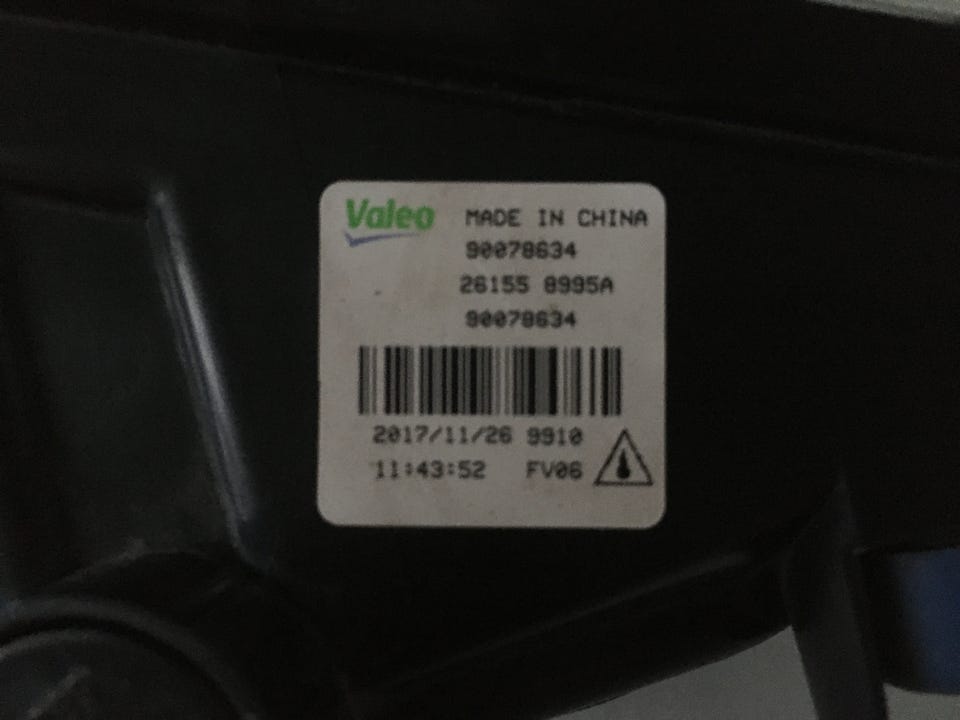 Valeo MADE IN CHINA
90078634
26155 8995A
90078634
2017/11/26 9910
11:43:52 FV06